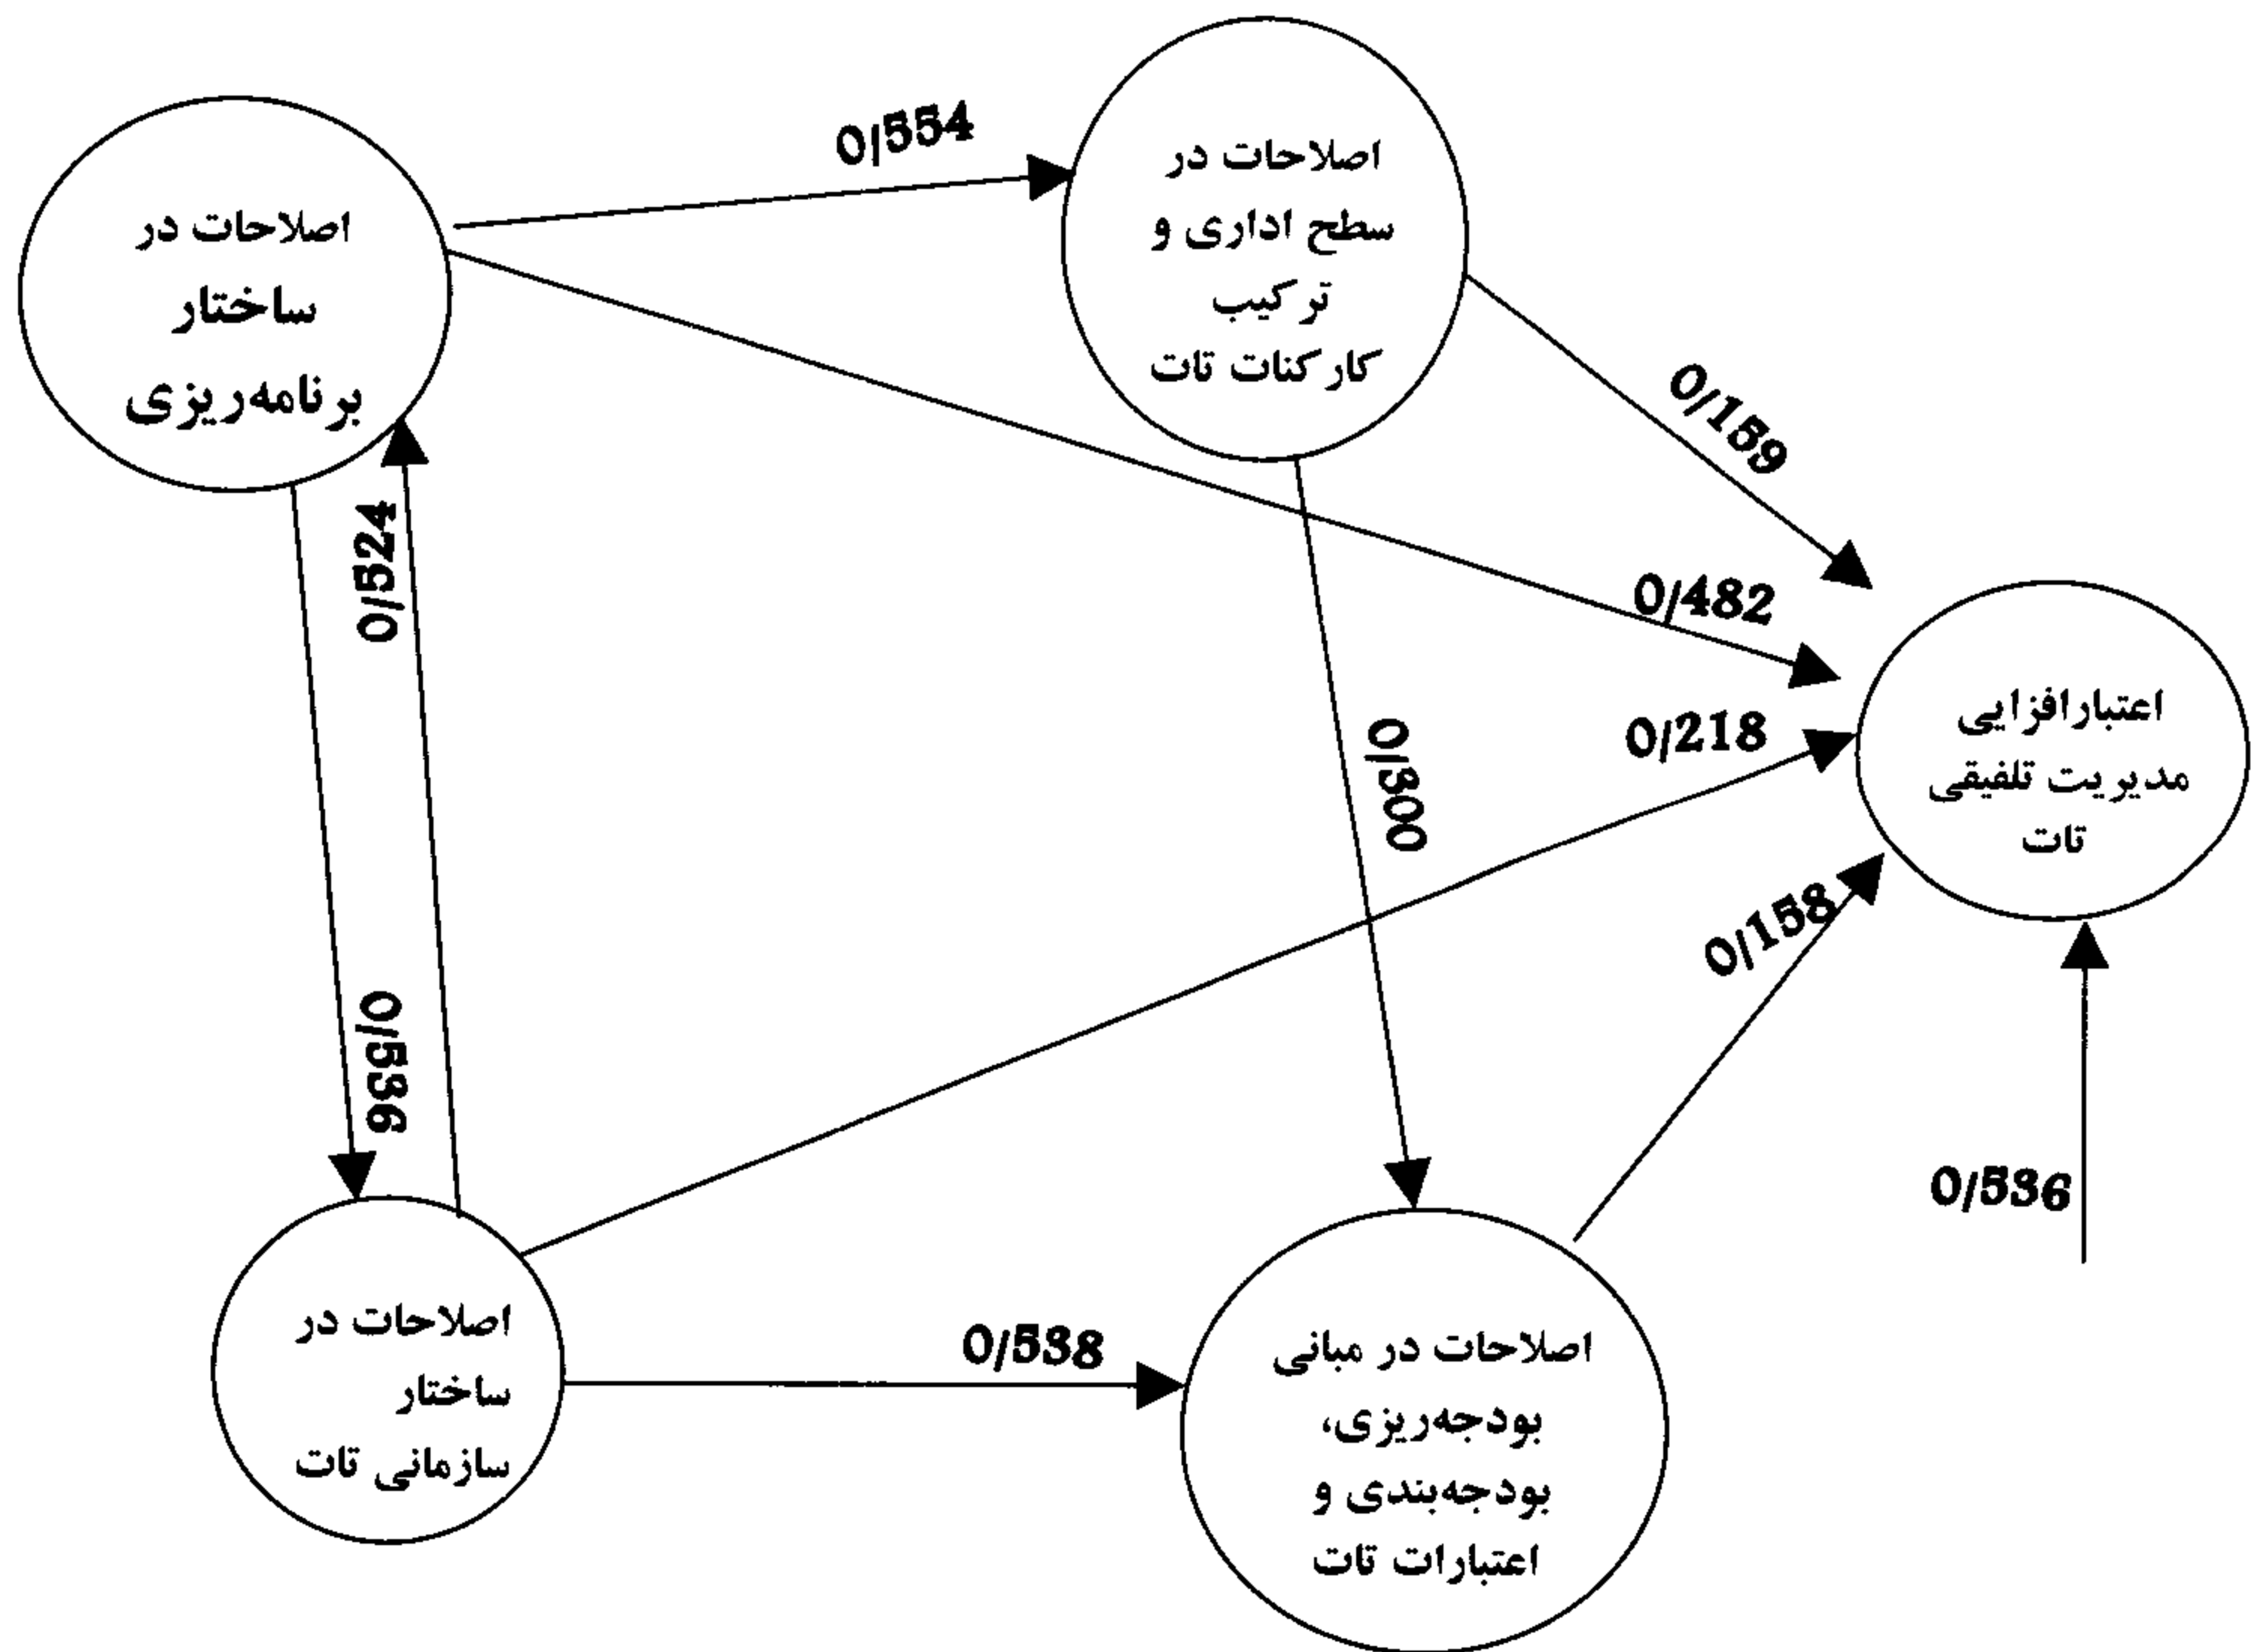 0/554
اصلاحات در
سطح اداری و
ترکیب
کارکنات تات
اصلاحات در
ساختار
برنامه‌ریزی
0/159
0/524
0/482
0/218
0/300
اعتبارافزایی
مدیریت تلفیقی
تات
0/158
0/536
0/536
0/538
اصلاحات در
ساختار
سازمانی تات
اصلاحات در مبانی
بودجه‌ریزی،
بودجه‌بندی و
اعتبارات تات